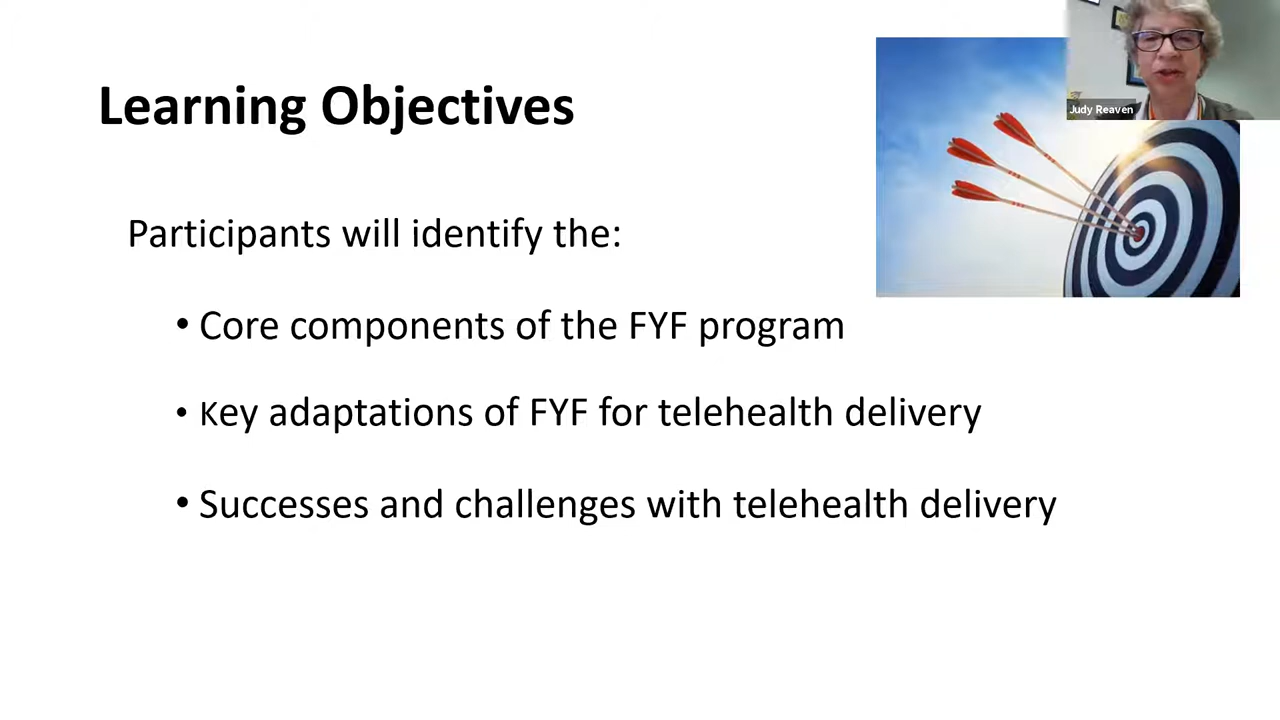 Learning Objectives
Judy Reaven
Participants will identify the:
• Core components of the FYF program
• Key adaptations of FYF for telehealth delivery
• Successes and challenges with telehealth delivery